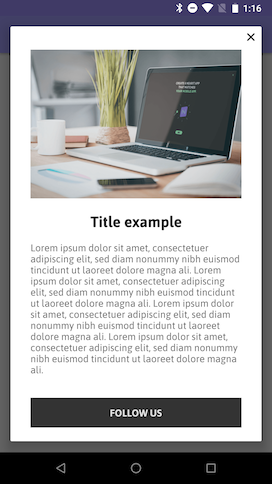 1:16
Title example
Lorem ipsum dolor sit amet, consectetuer
adipiscing elit, sed diam nonummy nibh euismod
tincidunt ut laoreet dolore magna ali. Lorem
ipsum dolor sit amet, consectetuer adipiscing
elit, sed diam nonummy nibh euismod tincidunt
ut laoreet dolore magna ali. Lorem ipsum dolor
sit amet, consectetuer adipiscing elit, sed diam
nonummy nibh euismod tincidunt ut laoreet
dolore magna ali. Lorem ipsum dolor sit amet,
consectetuer adipiscing elit, sed diam nonummy
nibh euismod tincidunt ut laoreet dolore magna
ali.
FOLLOW US